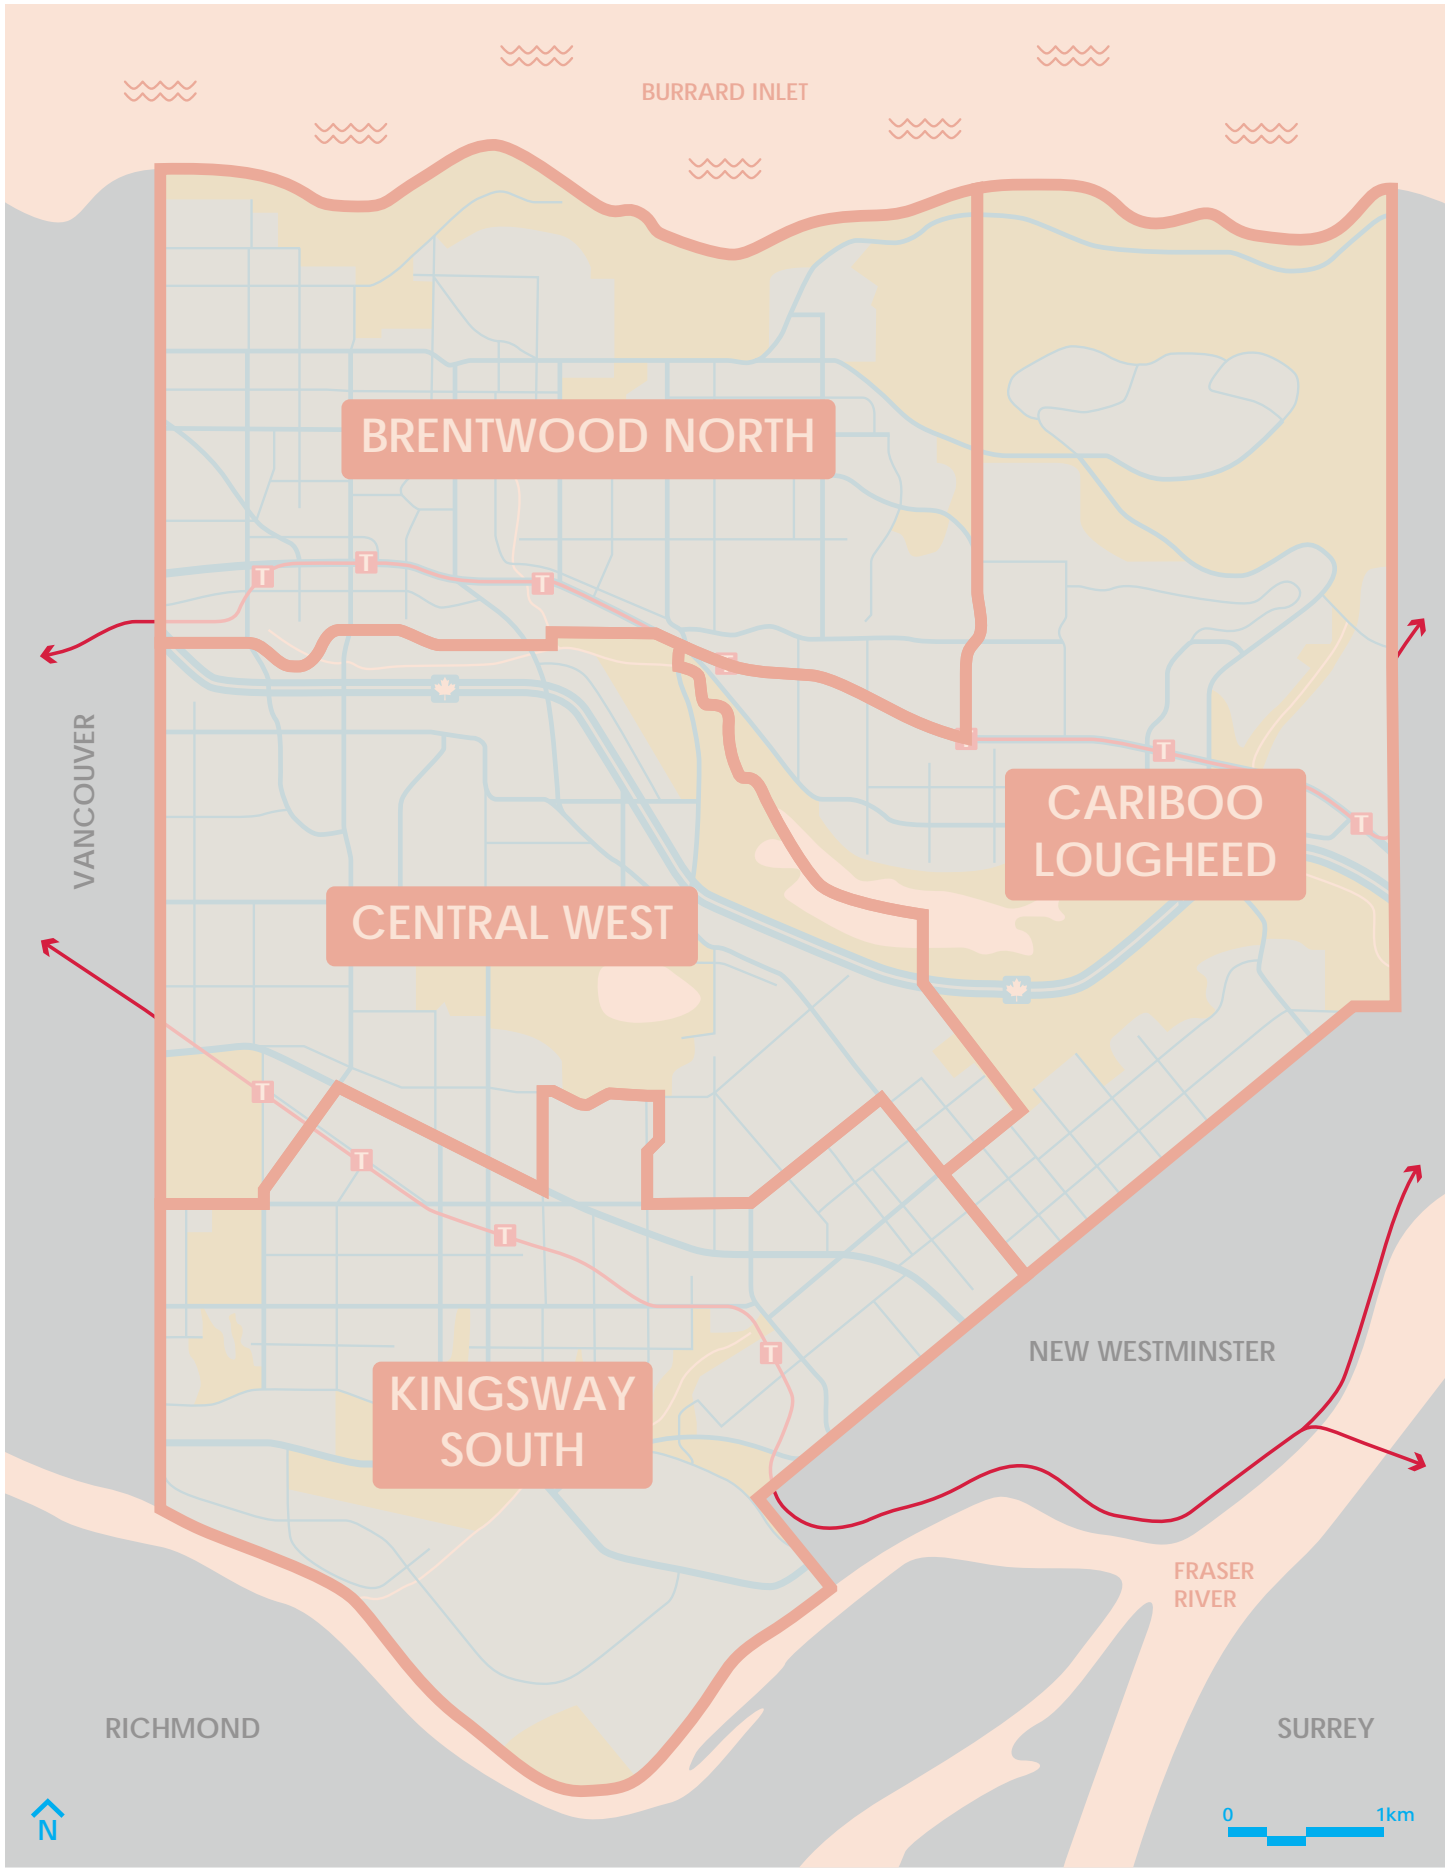 BURRARD INLET
BRENTWOOD NORTH
T
T
T
T
T
T
T
VANCOUVER
CARIBOO
LOUGHEED
CENTRAL WEST
T
T
T
T
NEW WESTMINSTER
KINGSWAY
SOUTH
FRASER
RIVER
RICHMOND
SURREY
N
0
1km